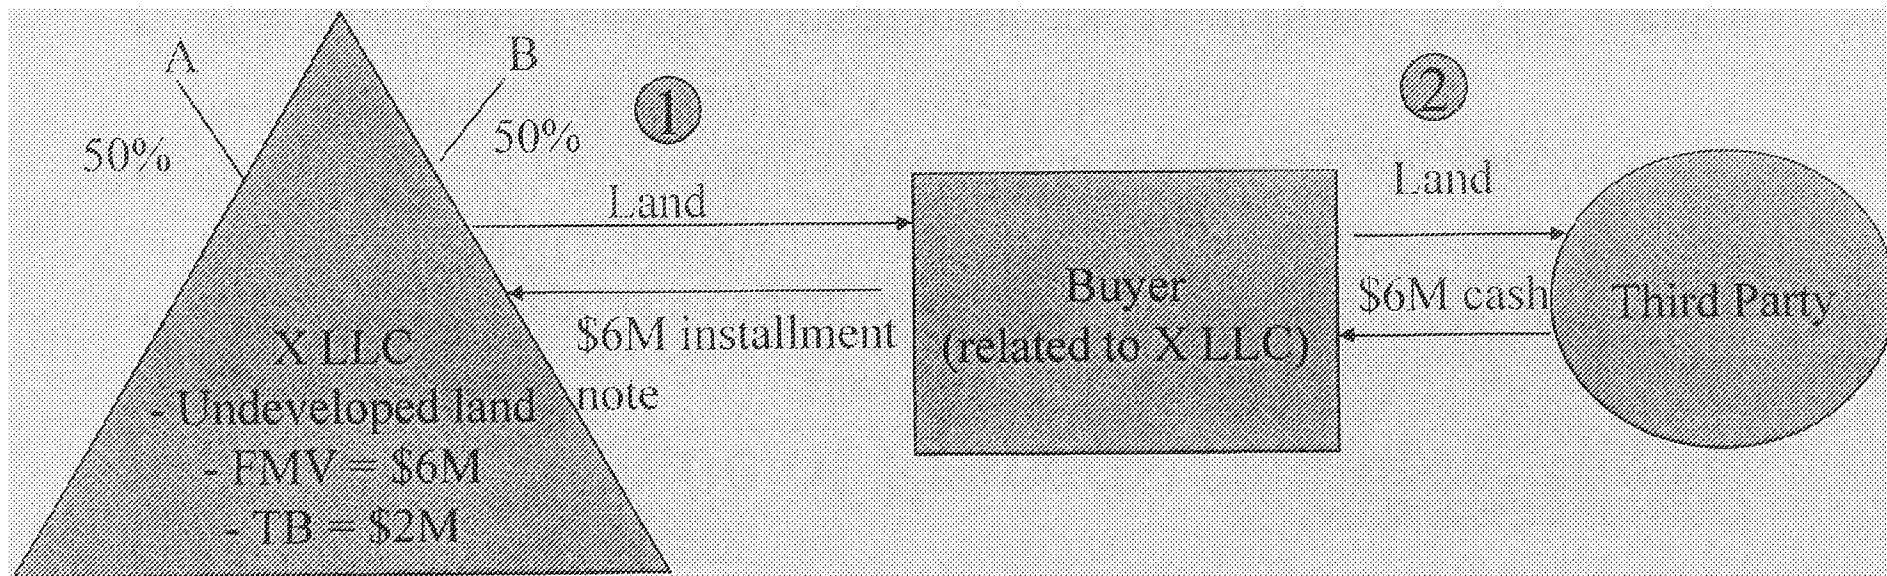 A
50%
B
50%
1
Land
$6M installment
note
X LLC
- Undeveloped land
- FMV = $6M
- TB = $2M
Buyer
(related to X LLC)
2
Land
$6M cash
Third Party